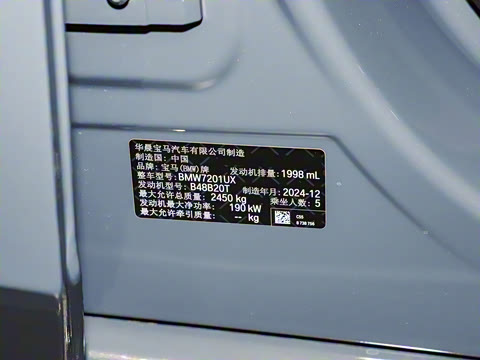 华晨宝马汽车有限公司制造
制造国：中国
品牌：宝马(BMW)牌 发动机排量：1998 mL
整车型号：BMW7201UX
发动机型号：B48B20T 制造年月：2024-12
最大允许总质量：2450 kg 乘坐人数：5
发动机最大净功率：190 kW
最大允许牵引质量：-- kg